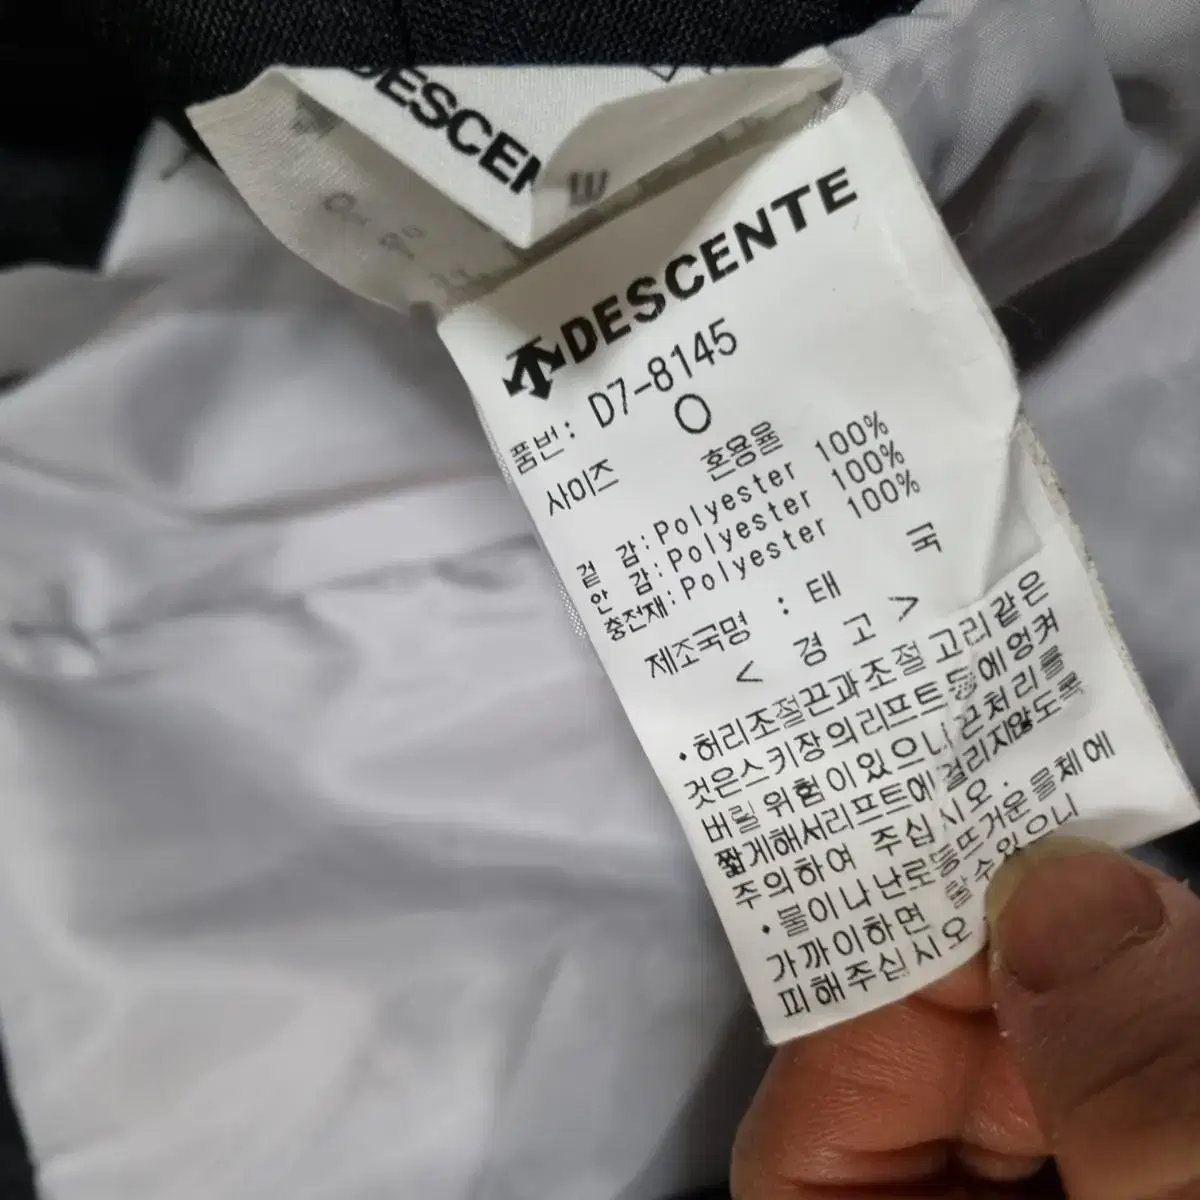 DESCEN
DESCENTE
품번: D7-8145
사이즈 O
혼용율
겉 감:Polyester 100%
안 감:Polyester 100%
충전재:Polyester 100%
제조국명 : 태 국
< 경 고 >
•허리조절끈과조절 고리같은
것은스키장의리프트등에엉켜
버릴 위험이있으니 끈처리를
짧게해서리프트에걸리지않도록
주의하여 주십시오.
•불이나난로등뜨거운물체에
가까이하면 탈수있으니
피해주십시오